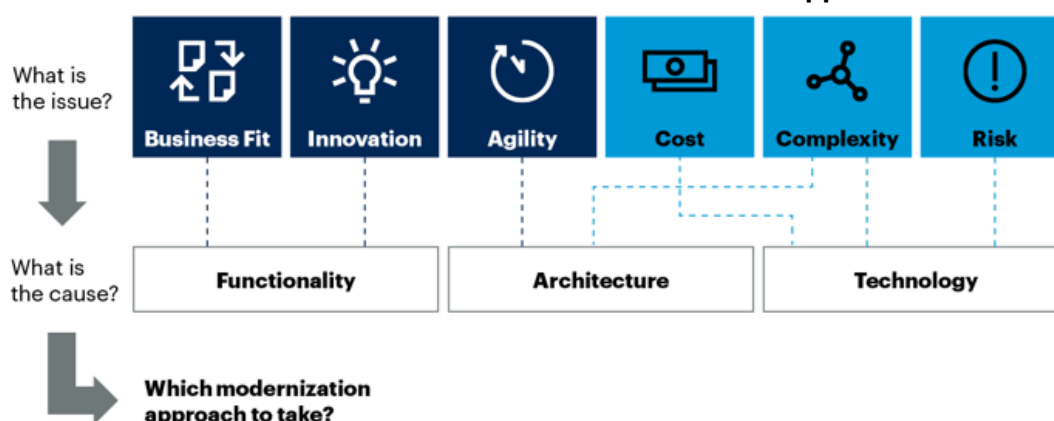 What is
the issue?
Business Fit
Innovation
Agility
Cost
Complexity
Risk
What is
the cause?
Functionality
Architecture
Technology
Which modernization
approach to take?